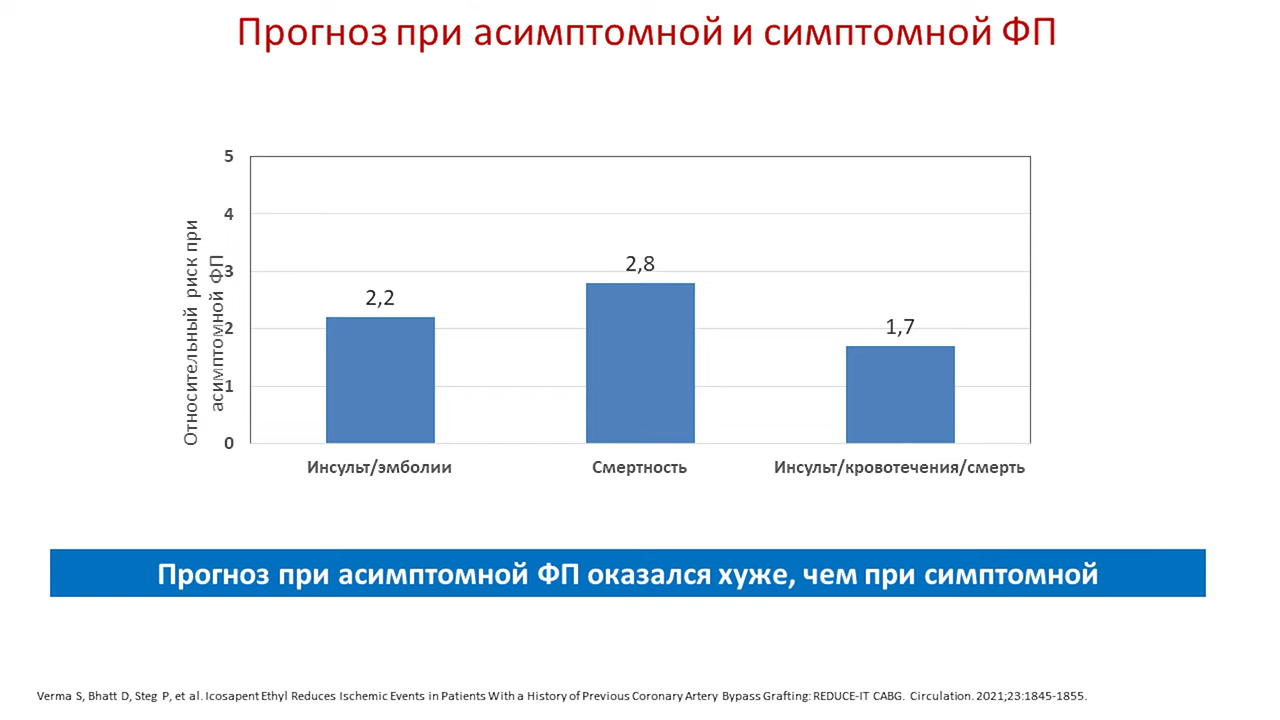 Прогноз при асимптомной и симптомной ФП
Относительный риск при
асимптомной ФП
5
4
3
2
1
0
2,2
2,8
1,7
Инсульт/эмболии
Смертность
Инсульт/кровотечения/смерть
Прогноз при асимптомной ФП оказался хуже, чем при симптомной
Verma S, Bhatt D, Steg P, et al. Icosapent Ethyl Reduces Ischemic Events in Patients With a History of Previous Coronary Artery Bypass Grafting: REDUCE-IT CABG. Circulation. 2021;23:1845-1855.